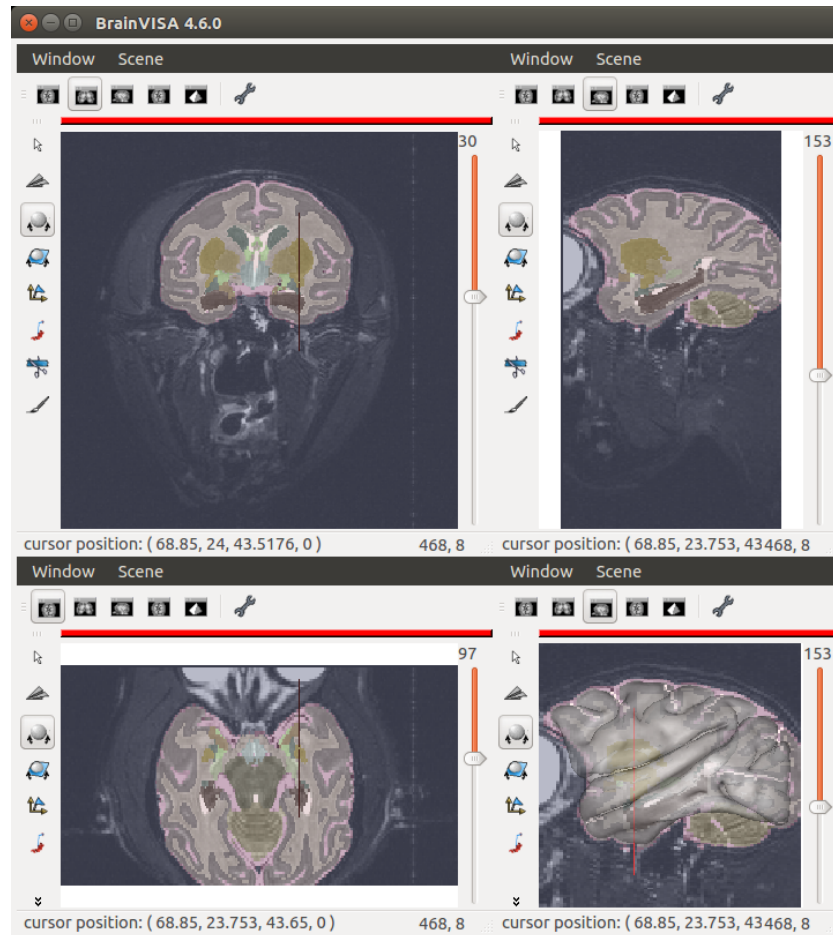 BrainVISA 4.6.0
Window Scene
Window Scene
30
153
cursor position: ( 68.85, 24, 43.5176, 0 ) 468, 8
cursor position: ( 68.85, 23.753, 43 468, 8
Window Scene
Window Scene
97
153
cursor position: ( 68.85, 23.753, 43.65, 0 ) 468, 8
cursor position: ( 68.85, 23.753, 43 468, 8